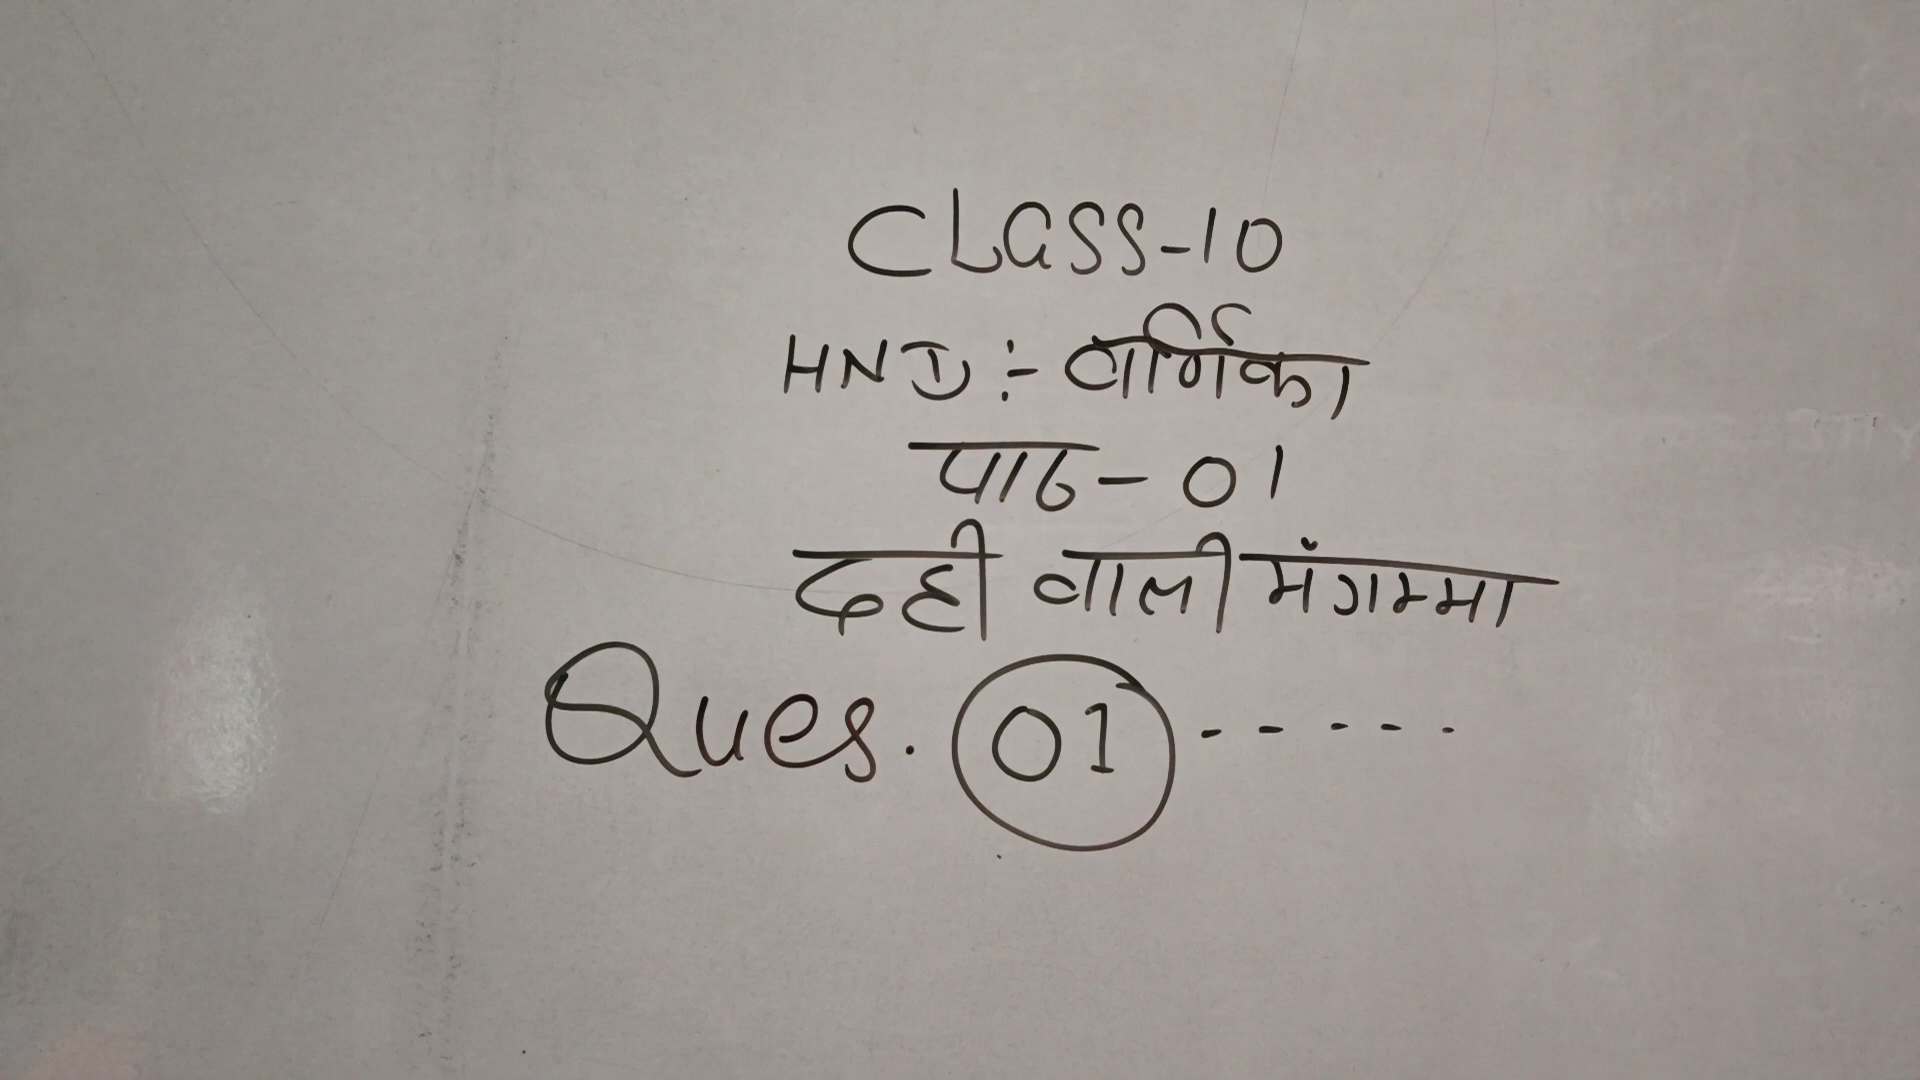 CLASS-10
HND :- वर्णिका
पाठ - 01
दही वाली मंगम्मा
Ques. 01 - - - - - -